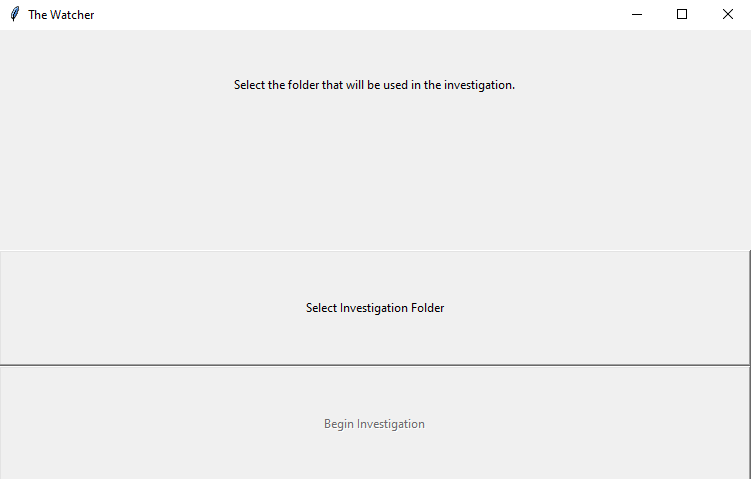 The Watcher
Select the folder that will be used in the investigation.
Select Investigation Folder
Begin Investigation